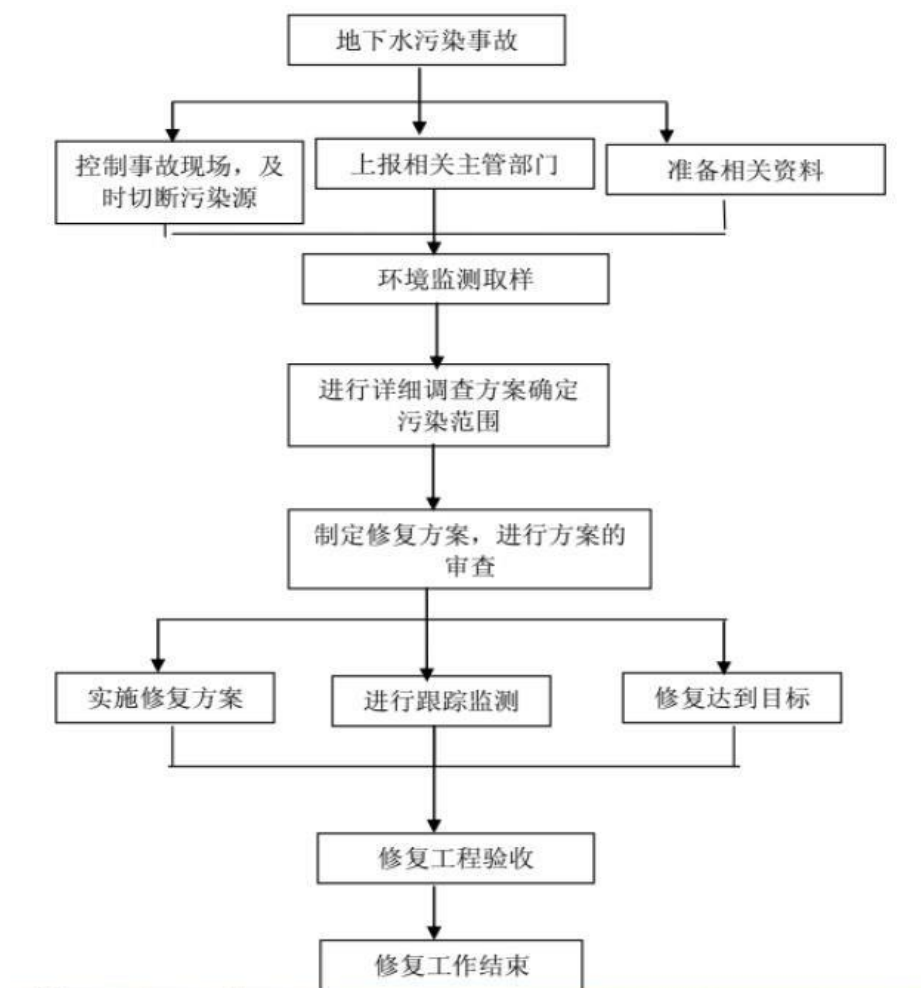 地下水污染事故
控制事故现场，及
时切断污染源
上报相关主管部门
准备相关资料
环境监测取样
进行详细调查方案确定
污染范围
制定修复方案，进行方案的
审查
实施修复方案
进行跟踪监测
修复达到目标
修复工程验收
修复工作结束